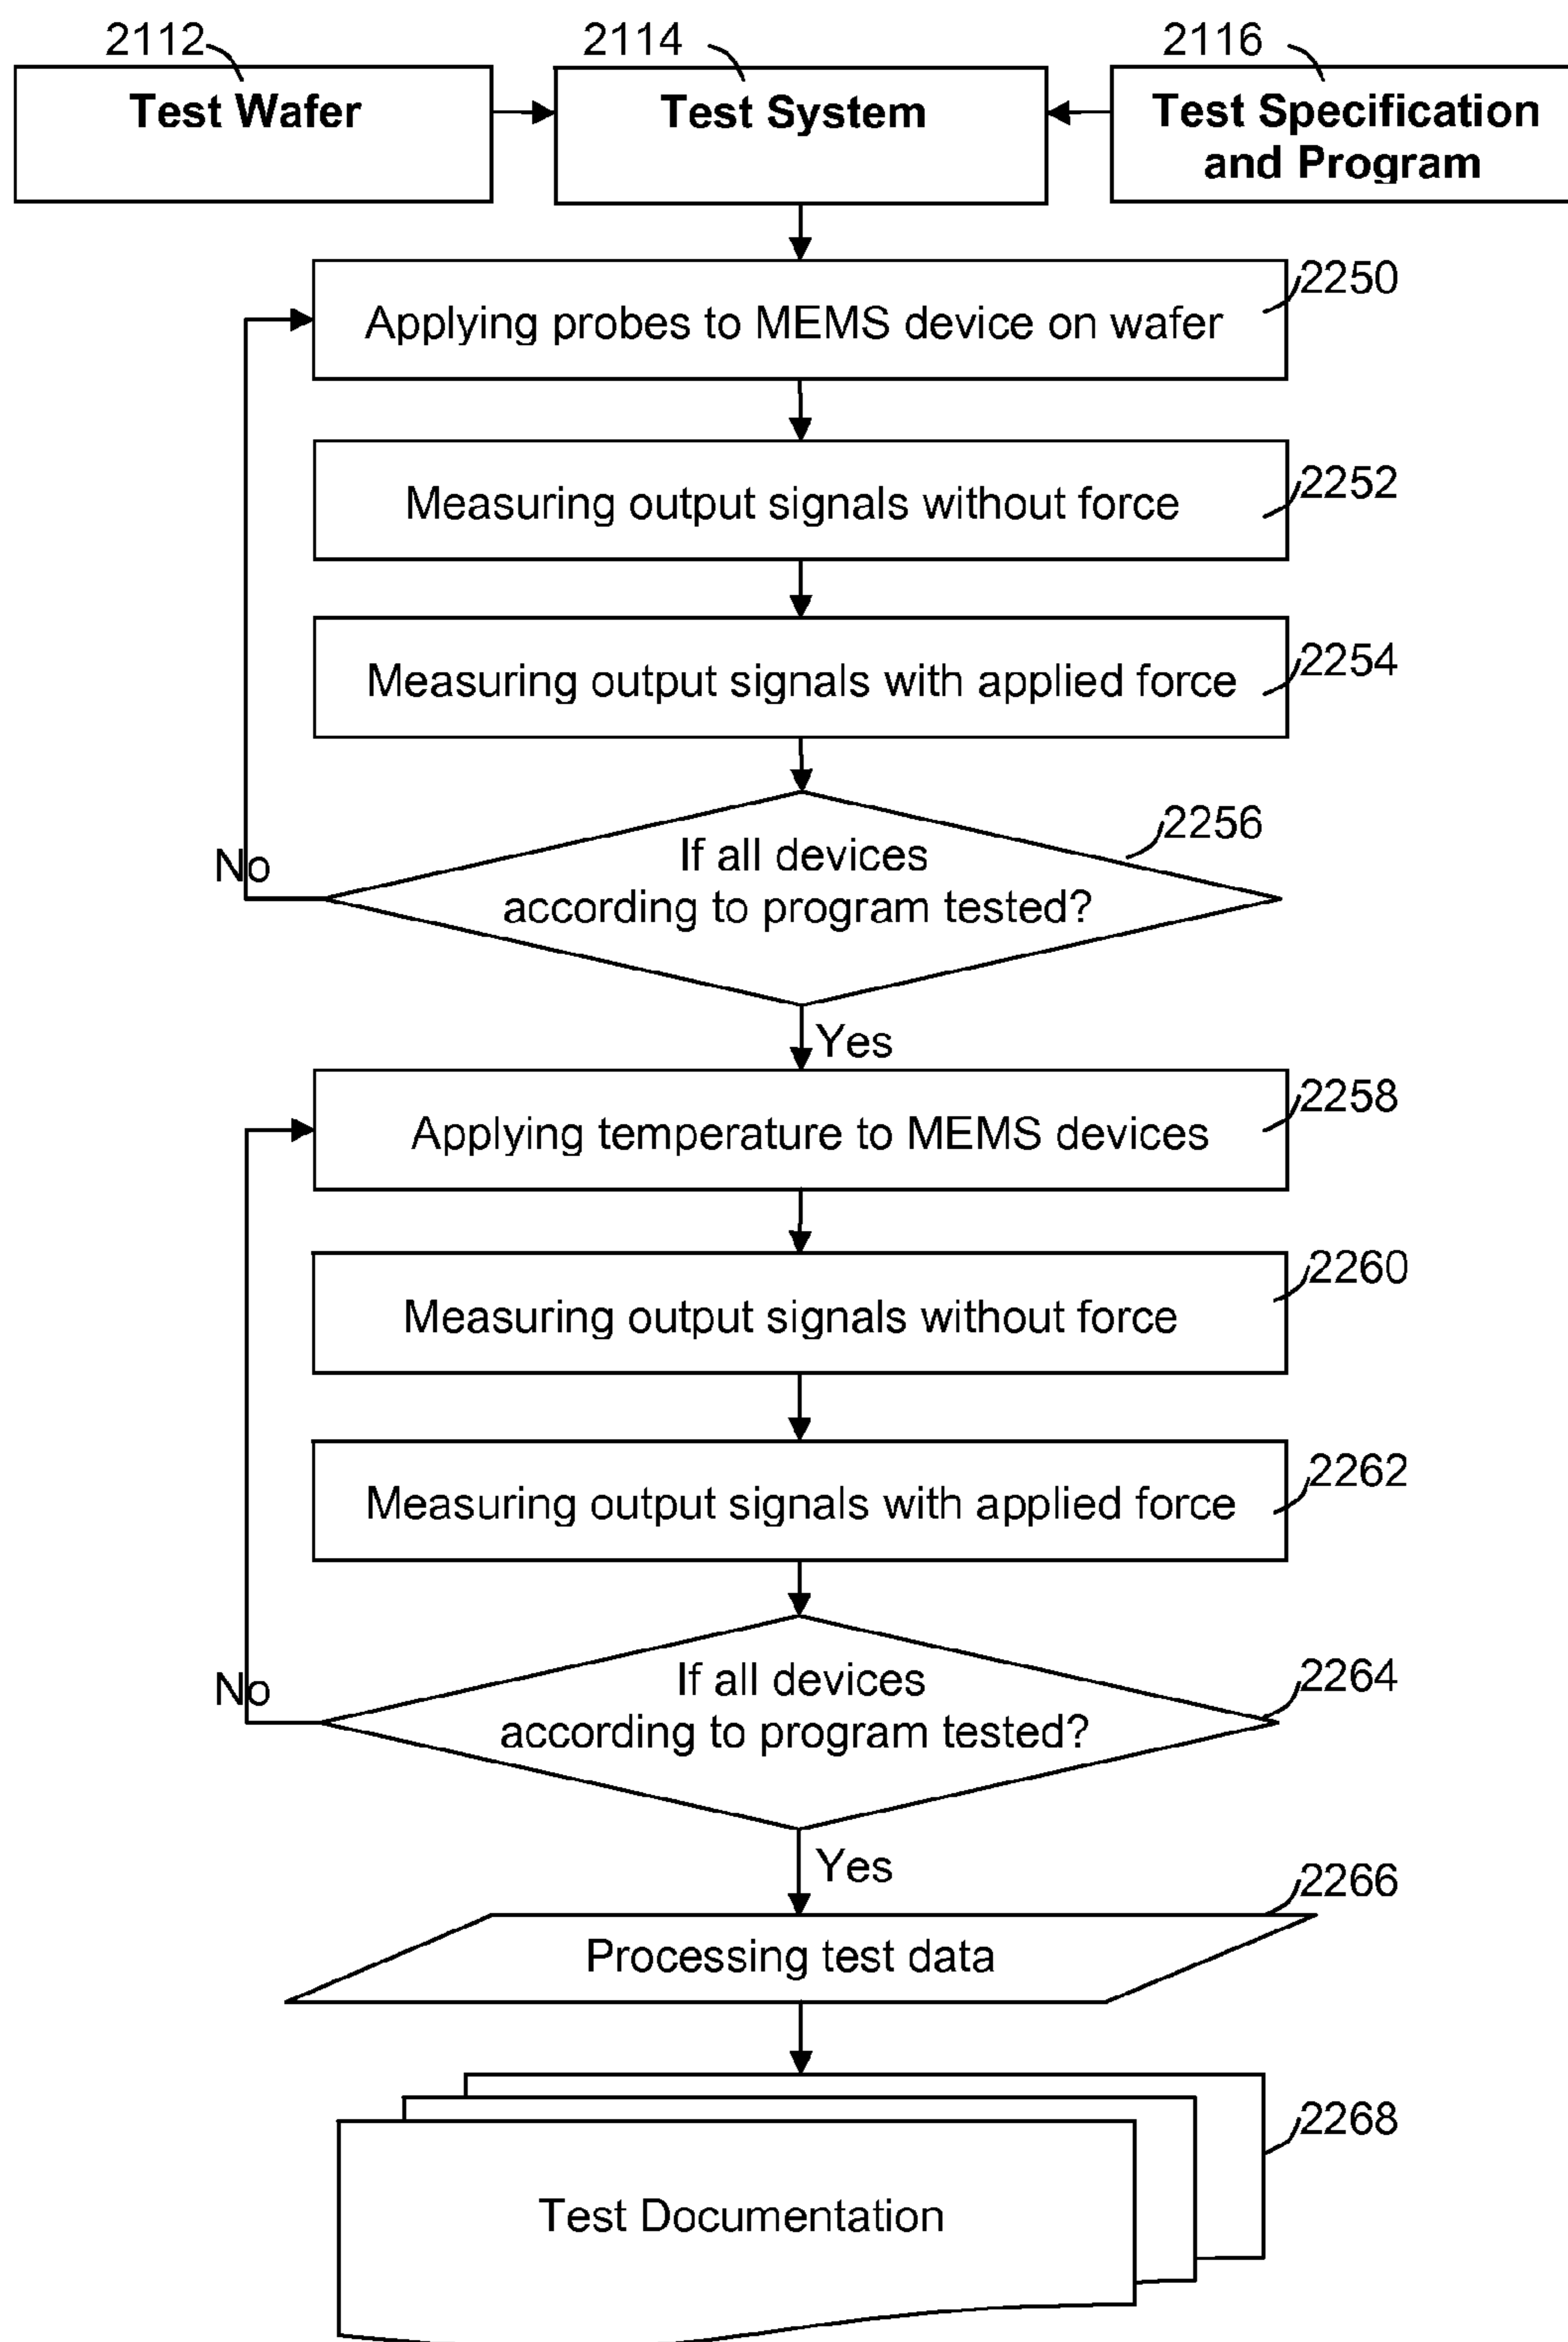 2112
2114
2116
Test Wafer
Test System
Test Specification
and Program
2250
Applying probes to MEMS device on wafer
2252
Measuring output signals without force
2254
Measuring output signals with applied force
2256
If all devices
according to program tested?
No
Yes
2258
Applying temperature to MEMS devices
2260
Measuring output signals without force
2262
Measuring output signals with applied force
2264
If all devices
according to program tested?
No
Yes
2266
Processing test data
2268
Test Documentation